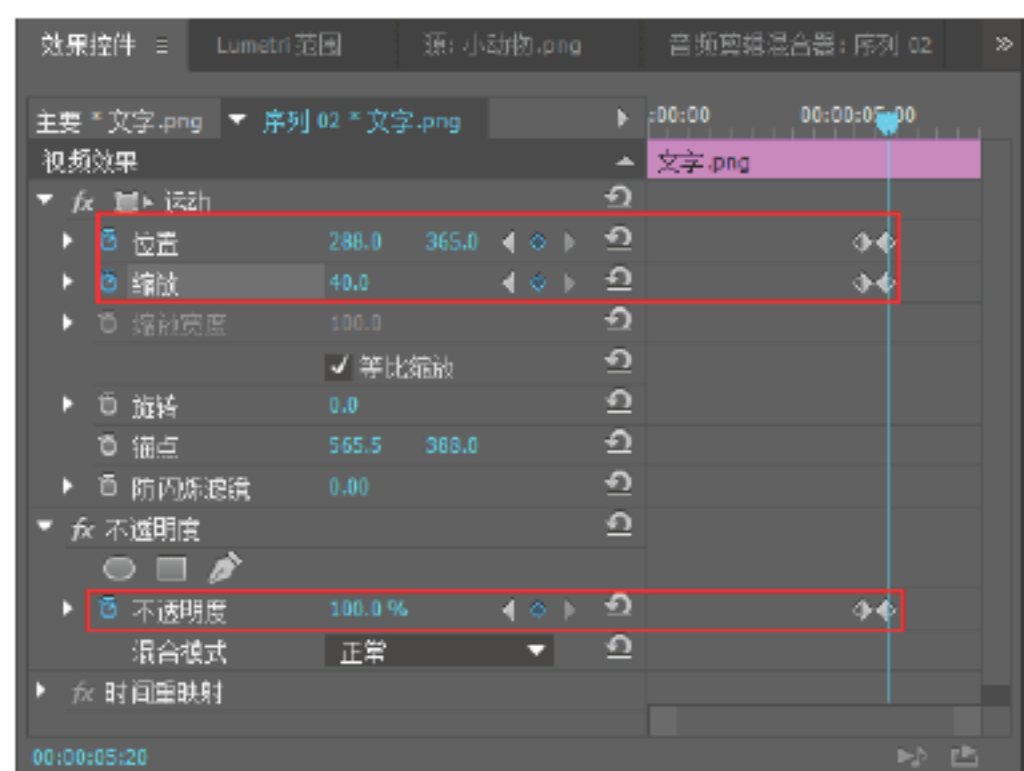 效果控件 Lumetri 范围 源: 小动物.png 音频剪辑混合器: 序列 02
主要 * 文字.png 序列 02 * 文字.png :00:00 00:00:05:00
视频效果 文字.png
fx 运动
位置 288.0 365.0
缩放 40.0
缩放宽度 100.0
等比缩放
旋转 0.0
锚点 565.5 388.0
防闪烁滤镜 0.00
fx 不透明度
不透明度 100.0 %
混合模式 正常
fx 时间重映射
00:00:05:20